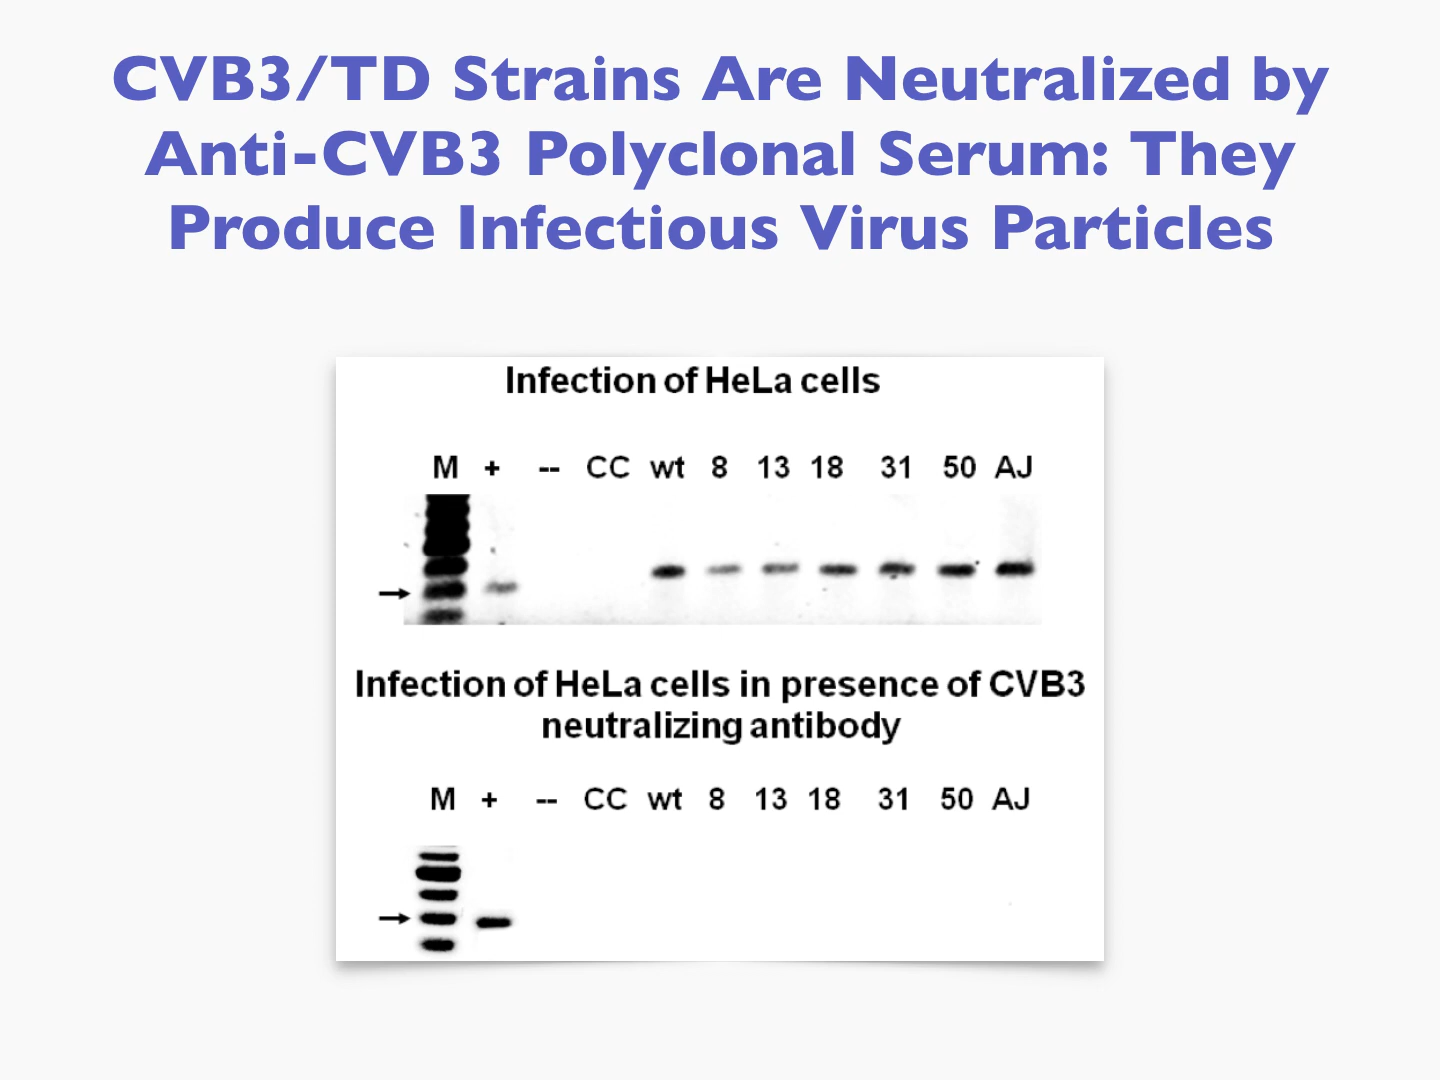 CVB3/TD Strains Are Neutralized by
Anti-CVB3 Polyclonal Serum: They
Produce Infectious Virus Particles
Infection of HeLa cells
M + -- CC wt 8 13 18 31 50 AJ
Infection of HeLa cells in presence of CVB3
neutralizing antibody
M + -- CC wt 8 13 18 31 50 AJ